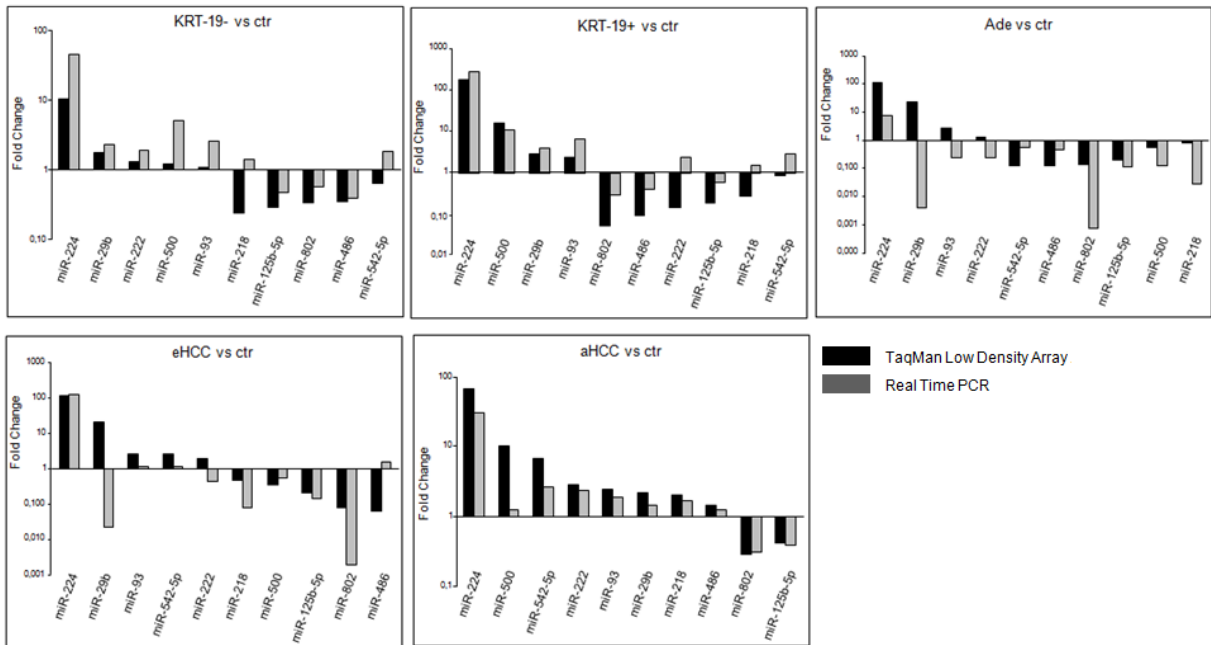 KRT-19- vs ctr
Fold Change
100
10
1
0,10
miR-224
miR-29b
miR-222
miR-500
miR-93
miR-218
miR-125b-5p
miR-802
miR-486
miR-542-5p
KRT-19+ vs ctr
Fold Change
1000
100
10
1
0,10
0,01
miR-224
miR-500
miR-29b
miR-93
miR-802
miR-486
miR-222
miR-125b-5p
miR-218
miR-542-5p
Ade vs ctr
Fold Change
1000
100
10
1
0,100
0,010
0,001
0,000
miR-224
miR-29b
miR-93
miR-222
miR-542-5p
miR-486
miR-802
miR-125b-5p
miR-500
miR-218
eHCC vs ctr
Fold Change
1000
100
10
1
0,100
0,010
0,001
miR-224
miR-29b
miR-93
miR-542-5p
miR-222
miR-218
miR-500
miR-125b-5p
miR-802
miR-486
aHCC vs ctr
Fold Change
100
10
1
0,1
miR-224
miR-500
miR-542-5p
miR-222
miR-93
miR-29b
miR-218
miR-486
miR-802
miR-125b-5p
TaqMan Low Density Array
Real Time PCR